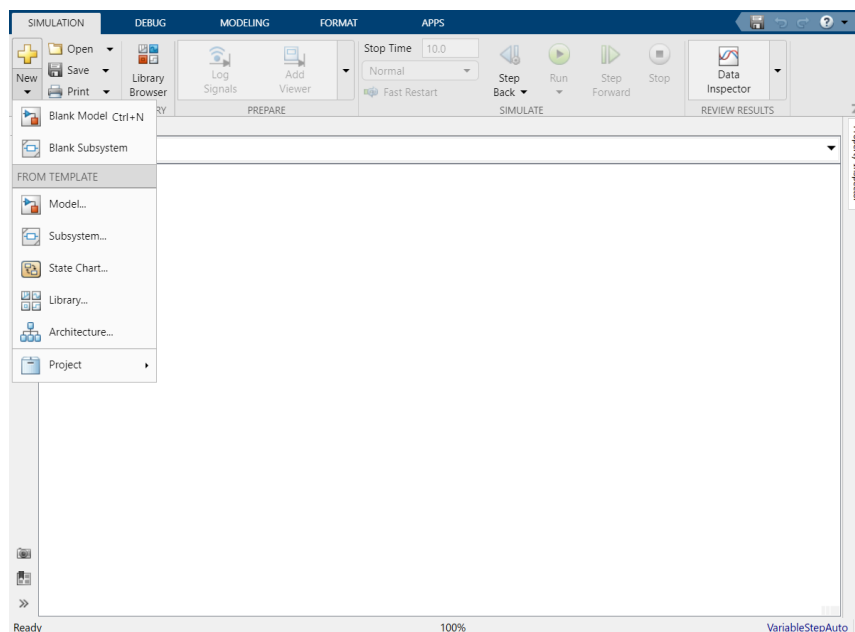 SIMULATION DEBUG MODELING FORMAT APPS
New
Open
Save
Print
Library
Browser
Log
Signals
Add
Viewer
PREPARE
Stop Time 10.0
Normal
Fast Restart
Step
Back
Run
Step
Forward
Stop
SIMULATE
Data
Inspector
REVIEW RESULTS
RY
Blank Model Ctrl+N
Blank Subsystem
FROM TEMPLATE
Model...
Subsystem...
State Chart...
Library...
Architecture...
Project
Ready 100% VariableStepAuto